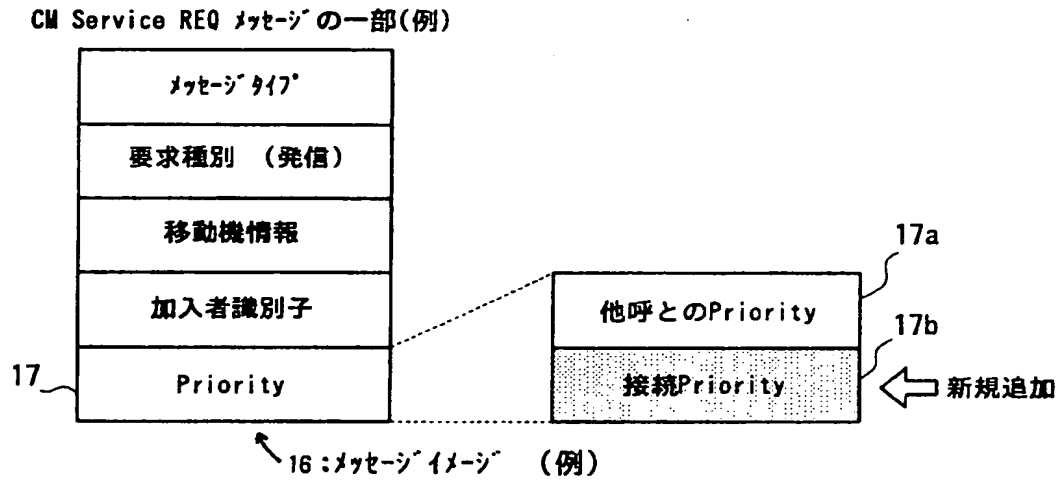 CM Service REQ ﾒｯｾｰｼﾞの一部(例)
ﾒｯｾｰｼﾞﾀｲﾌﾟ
要求種別 （発信）
移動機情報
加入者識別子
17
Priority
17a
他呼とのPriority
17b
接続Priority
新規追加
16：ﾒｯｾｰｼﾞｲﾒｰｼﾞ （例）